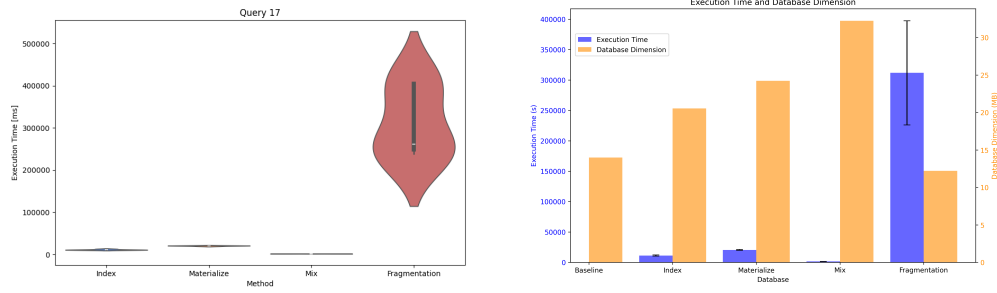 Query 17
500000
400000
300000
200000
100000
0
Execution Time [ms]
Index
Materialize
Mix
Fragmentation
Method
Execution Time and Database Dimension
400000
350000
300000
250000
200000
150000
100000
50000
0
Execution Time (s)
Execution Time
Database Dimension
30
25
20
15
10
5
0
Database Dimension (MB)
Baseline
Index
Materialize
Mix
Fragmentation
Database